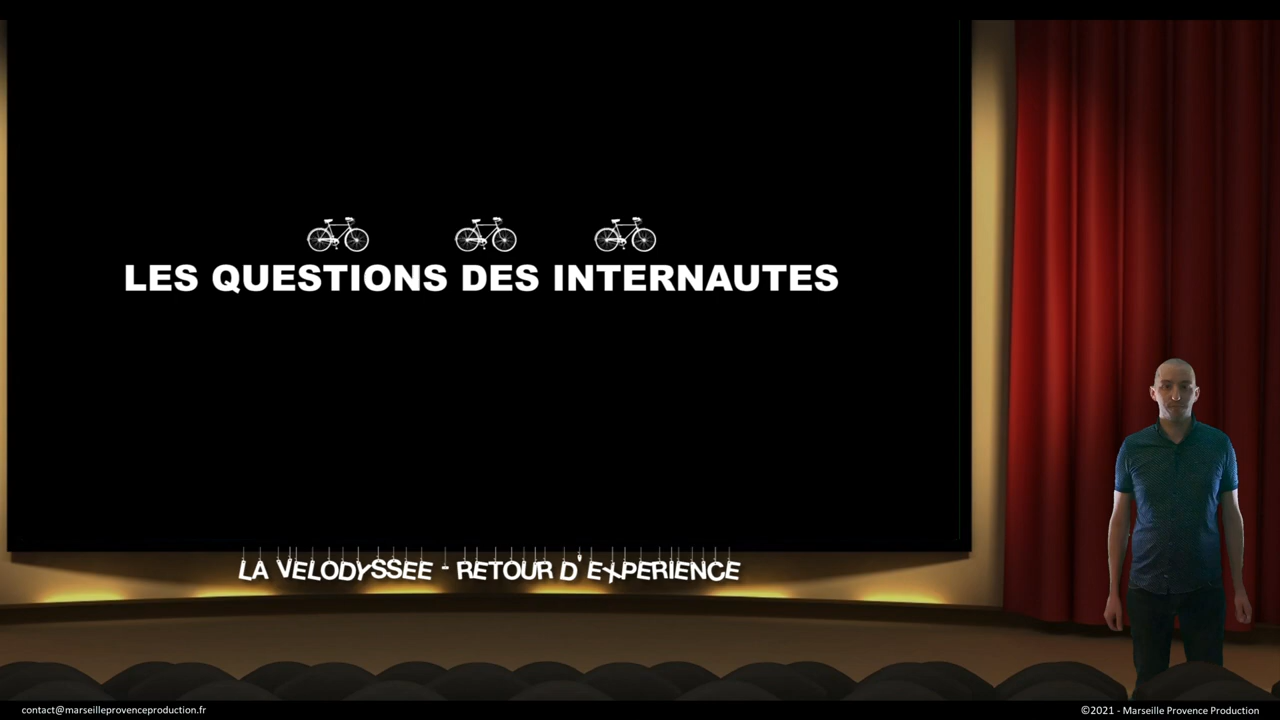 LES QUESTIONS DES INTERNAUTES
LA VELODYSSEE - RETOUR D'EXPERIENCE
contact@marseilleprovenceproduction.fr
©2021 - Marseille Provence Production